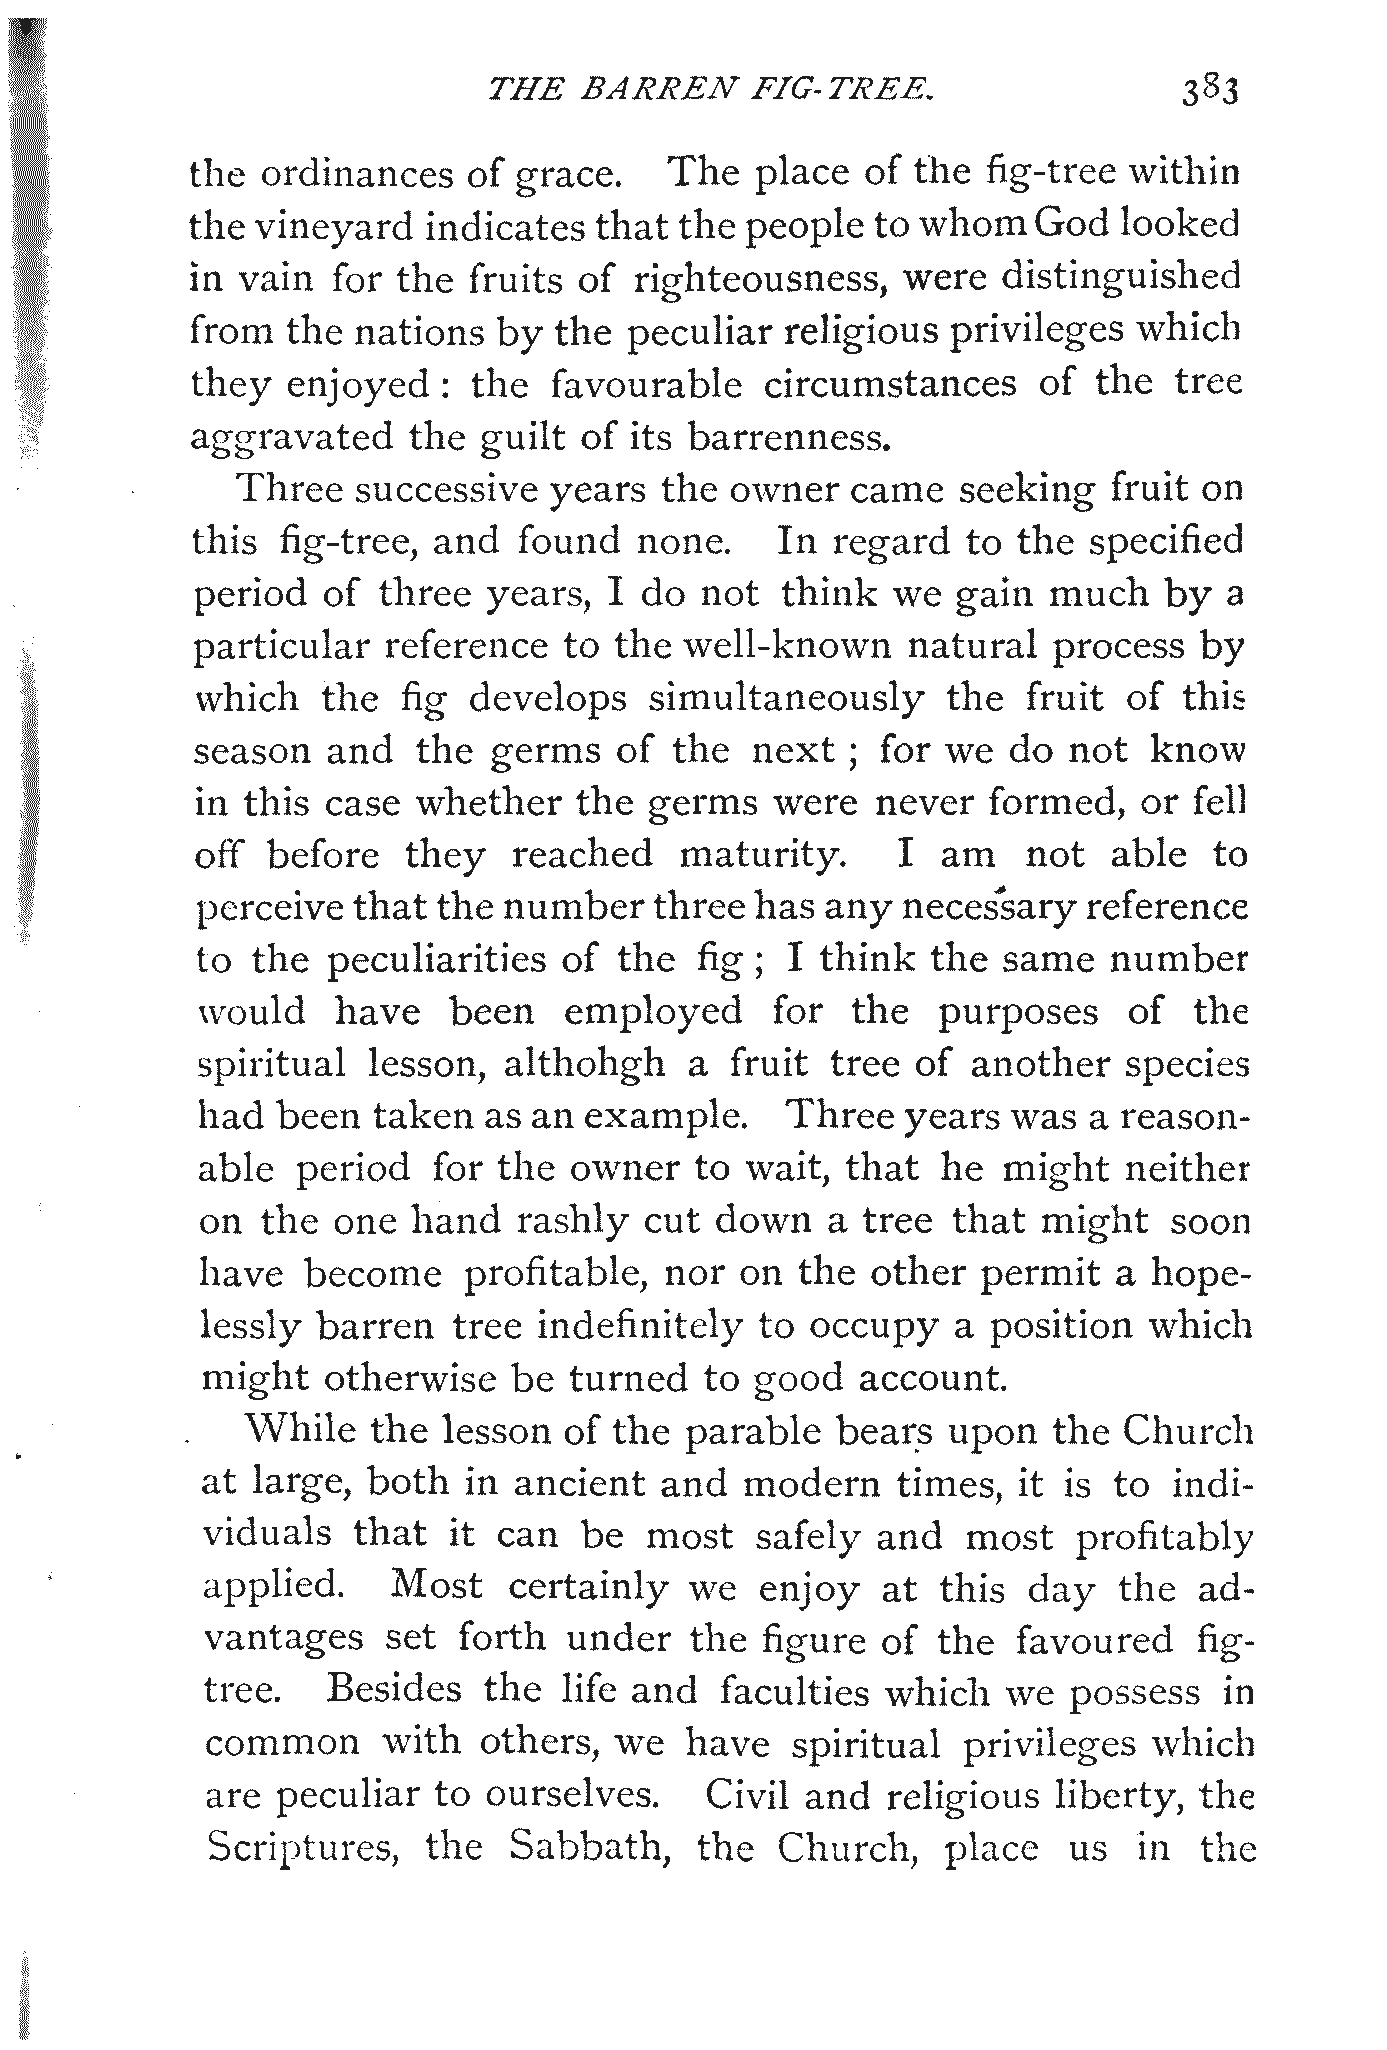 THE BARREN FIG-TREE. 383
the ordinances of grace. The place of the fig-tree within
the vineyard indicates that the people to whom God looked
in vain for the fruits of righteousness, were distinguished
from the nations by the peculiar religious privileges which
they enjoyed : the favourable circumstances of the tree
aggravated the guilt of its barrenness.
Three successive years the owner came seeking fruit on
this fig-tree, and found none. In regard to the specified
period of three years, I do not think we gain much by a
particular reference to the well-known natural process by
which the fig develops simultaneously the fruit of this
season and the germs of the next ; for we do not know
in this case whether the germs were never formed, or fell
off before they reached maturity. I am not able to
perceive that the number three has any necessary reference
to the peculiarities of the fig ; I think the same number
would have been employed for the purposes of the
spiritual lesson, althohgh a fruit tree of another species
had been taken as an example. Three years was a reason-
able period for the owner to wait, that he might neither
on the one hand rashly cut down a tree that might soon
have become profitable, nor on the other permit a hope-
lessly barren tree indefinitely to occupy a position which
might otherwise be turned to good account.
While the lesson of the parable bears upon the Church
at large, both in ancient and modern times, it is to indi-
viduals that it can be most safely and most profitably
applied. Most certainly we enjoy at this day the ad-
vantages set forth under the figure of the favoured fig-
tree. Besides the life and faculties which we possess in
common with others, we have spiritual privileges which
are peculiar to ourselves. Civil and religious liberty, the
Scriptures, the Sabbath, the Church, place us in the